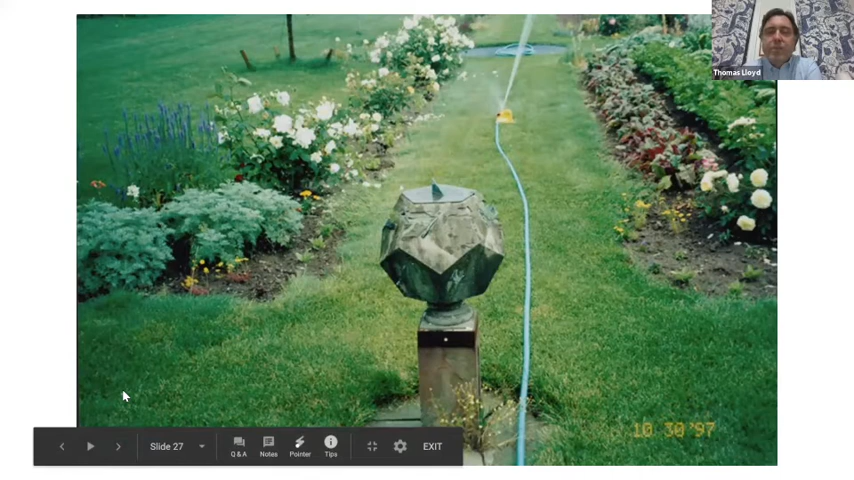 Thomas Lloyd
10 30 '97
Slide 27
Q & A
Notes
Pointer
Tips
EXIT